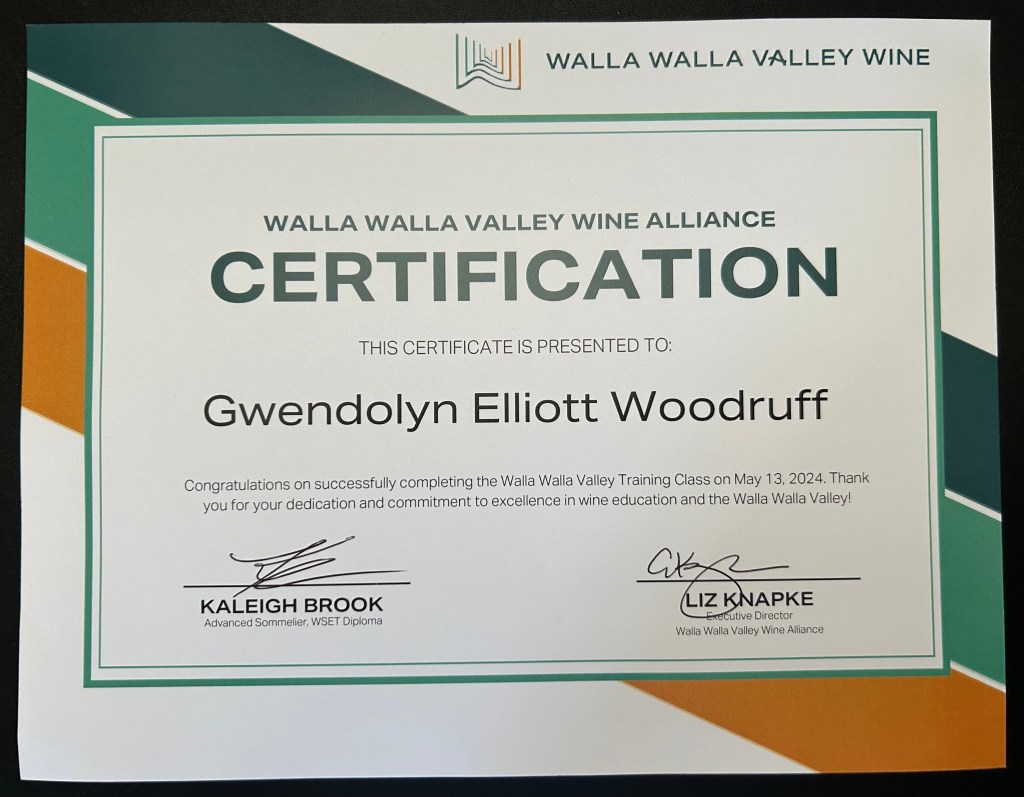 WALLA WALLA VALLEY WINE
WALLA WALLA VALLEY WINE ALLIANCE
CERTIFICATION
THIS CERTIFICATE IS PRESENTED TO:
Gwendolyn Elliott Woodruff
Congratulations on successfully completing the Walla Walla Valley Training Class on May 13, 2024. Thank
you for your dedication and commitment to excellence in wine education and the Walla Walla Valley!
KALEIGH BROOK
Advanced Sommelier, WSET Diploma
LIZ KNAPKE
Executive Director
Walla Walla Valley Wine Alliance